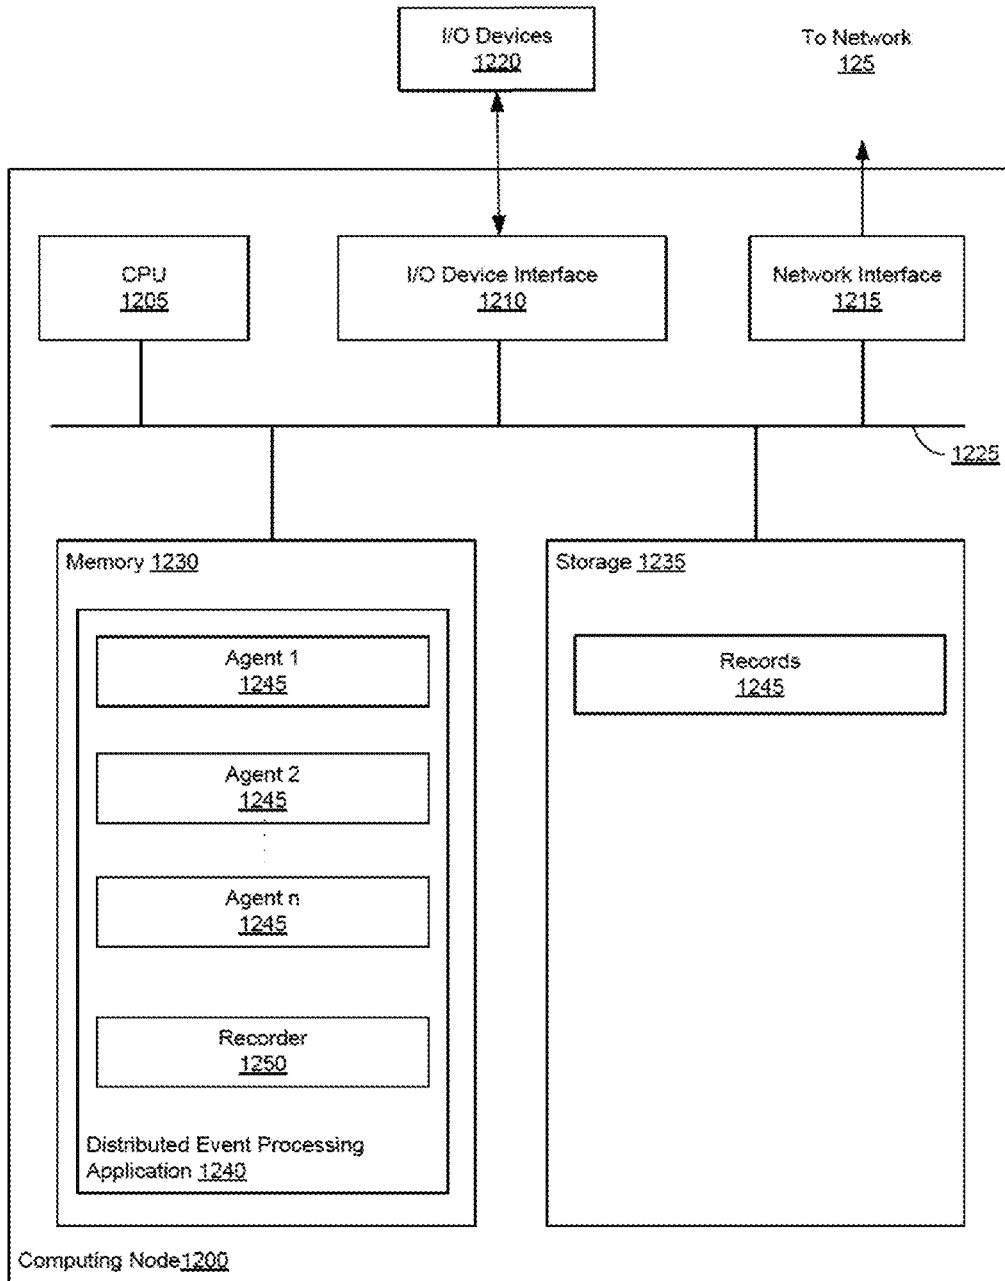 I/O Devices
1220
To Network
125
CPU
1205
I/O Device Interface
1210
Network Interface
1215
1225
Memory 1230
Agent 1
1245
Agent 2
1245
Agent n
1245
Recorder
1250
Distributed Event Processing
Application 1240
Storage 1235
Records
1245
Computing Node1200